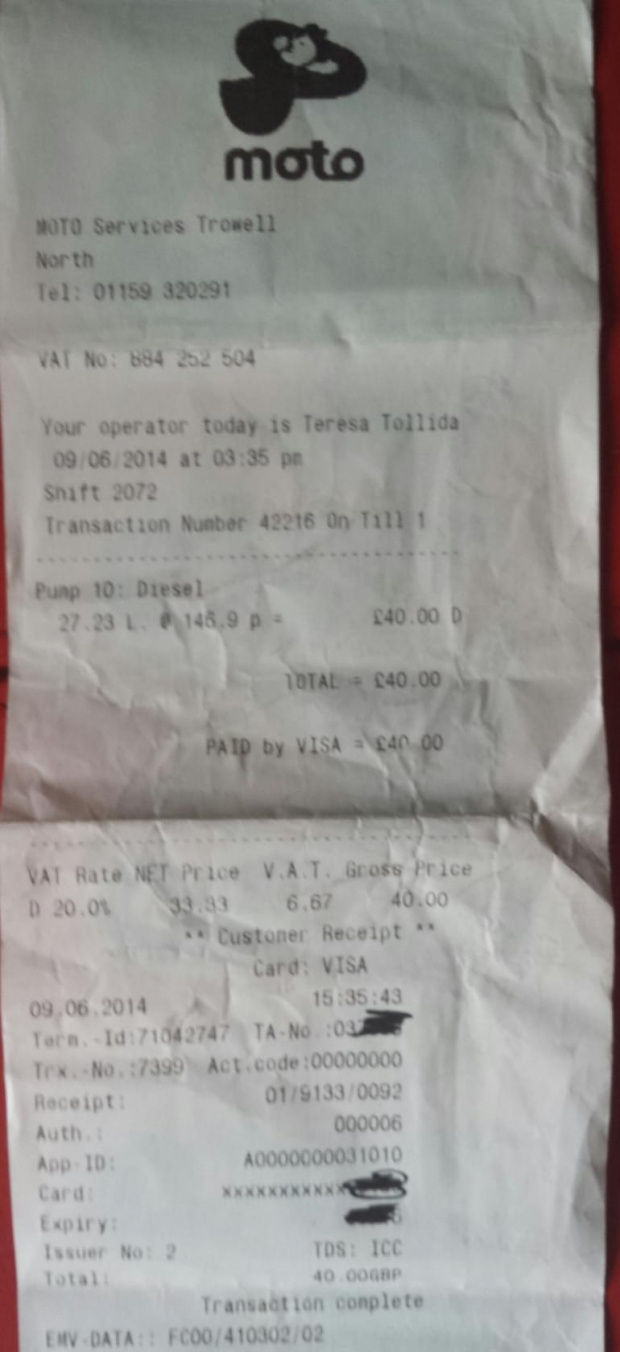 moto
MOTO Services Trowell
North
Tel: 01159 320291
VAT No: 884 252 504
Your operator today is Teresa Tollida
09/06/2014 at 03:35 pm
Shift 2072
Transaction Number 42216 On Till 1
Pump 10: Diesel
27.23 L. @ 146.9 p = £40.00 D
TOTAL = £40.00
PAID by VISA = £40.00
VAT Rate NET Price V.A.T. Gross Price
D 20.0% 33.33 6.67 40.00
** Customer Receipt **
Card: VISA
09.06.2014 15:35:43
Term.-Id:71042747 TA-No.:037
Trx.-No.:7399 Act.code:00000000
Receipt: 01/9133/0092
Auth.: 000006
App-ID: A0000000031010
Card: xxxxxxxxxxx
Expiry:
Issuer No: 2 TDS: ICC
Total: 40.00GBP
Transaction complete
EMV-DATA:: FC00/410302/02